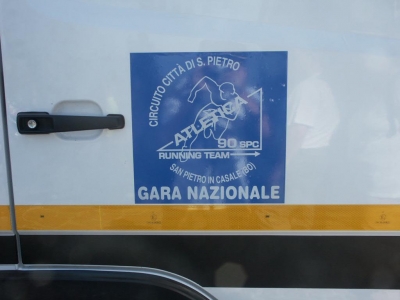 CIRCUITO CITTÀ DI S. PIETRO
ATLETICA
90 SPC
RUNNING TEAM
SAN PIETRO IN CASALE (BO)
GARA NAZIONALE